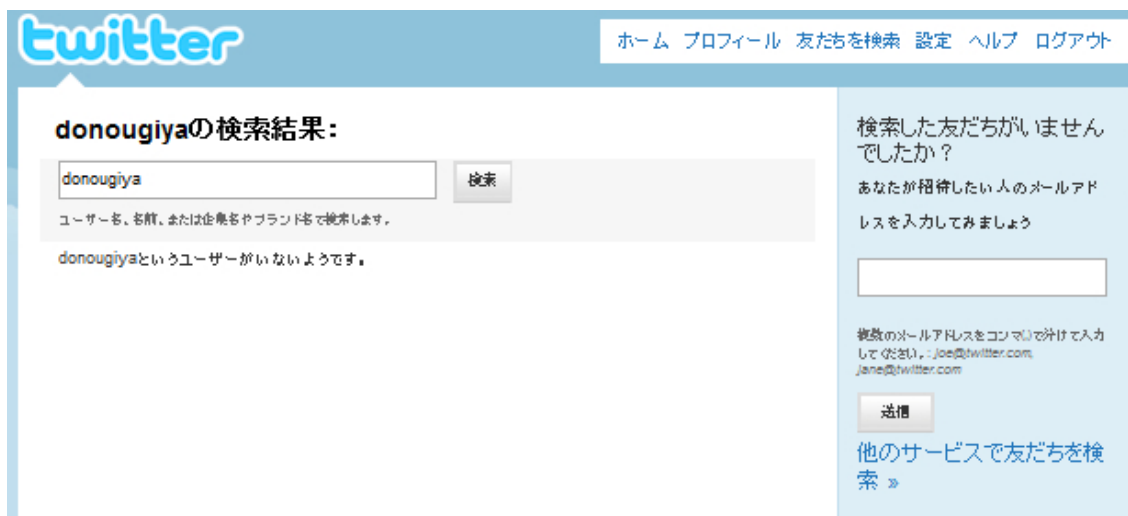 twitter
ホーム プロフィール 友だちを検索 設定 ヘルプ ログアウト
donougiyaの検索結果:
donougiya
検索
ユーザー名、名前、または企業名やブランド名で検索します。
donougiyaというユーザーがいないようです。
検索した友だちがいません
でしたか？
あなたが招待したい人のメールアド
レスを入力してみましょう
複数のメールアドレスをコンマ(,)で分けて入力
してください。: joe@twitter.com,
jane@twitter.com
送信
他のサービスで友だちを検
索 »